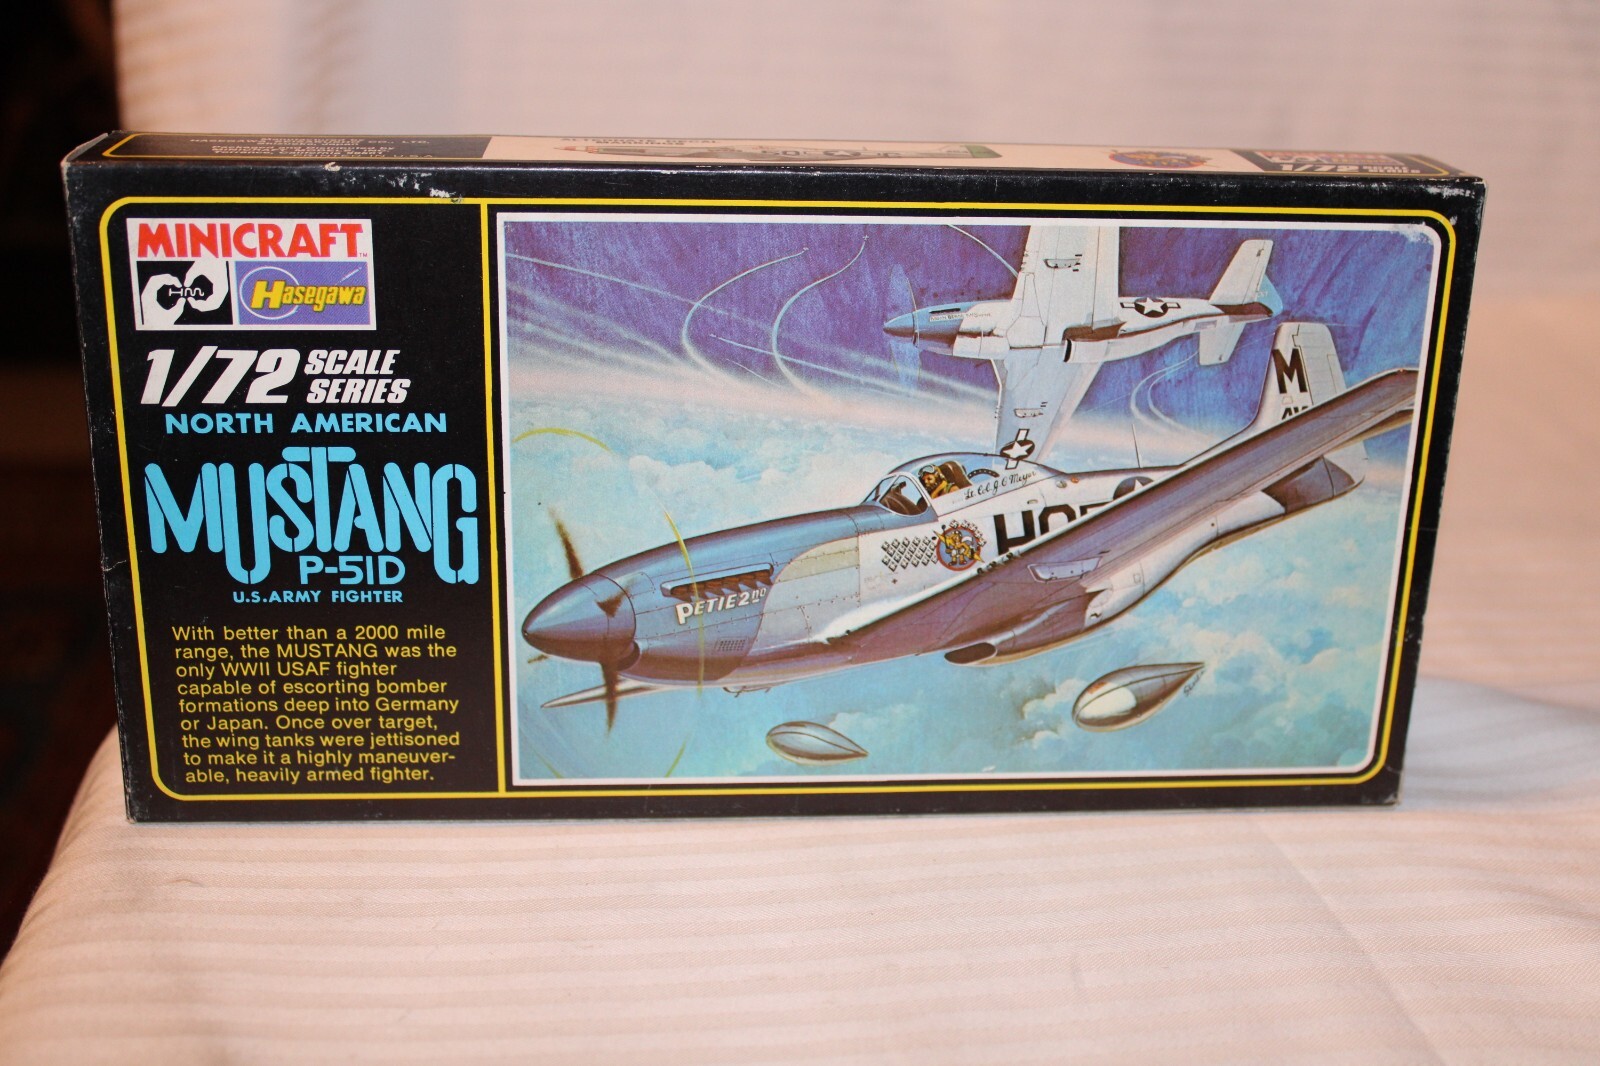 HASEGAWA
1/72
MINICRAFT
TM
HM
Hasegawa
1/72 SCALE
SERIES
NORTH AMERICAN
MUSTANG
P-51D
U.S. ARMY FIGHTER
With better than a 2000 mile
range, the MUSTANG was the
only WWII USAF fighter
capable of escorting bomber
formations deep into Germany
or Japan. Once over target,
the wing tanks were jettisoned
to make it a highly maneuver-
able, heavily armed fighter.
M
Lt. Col. J. C. Meyer
HO
PETIE 2ND